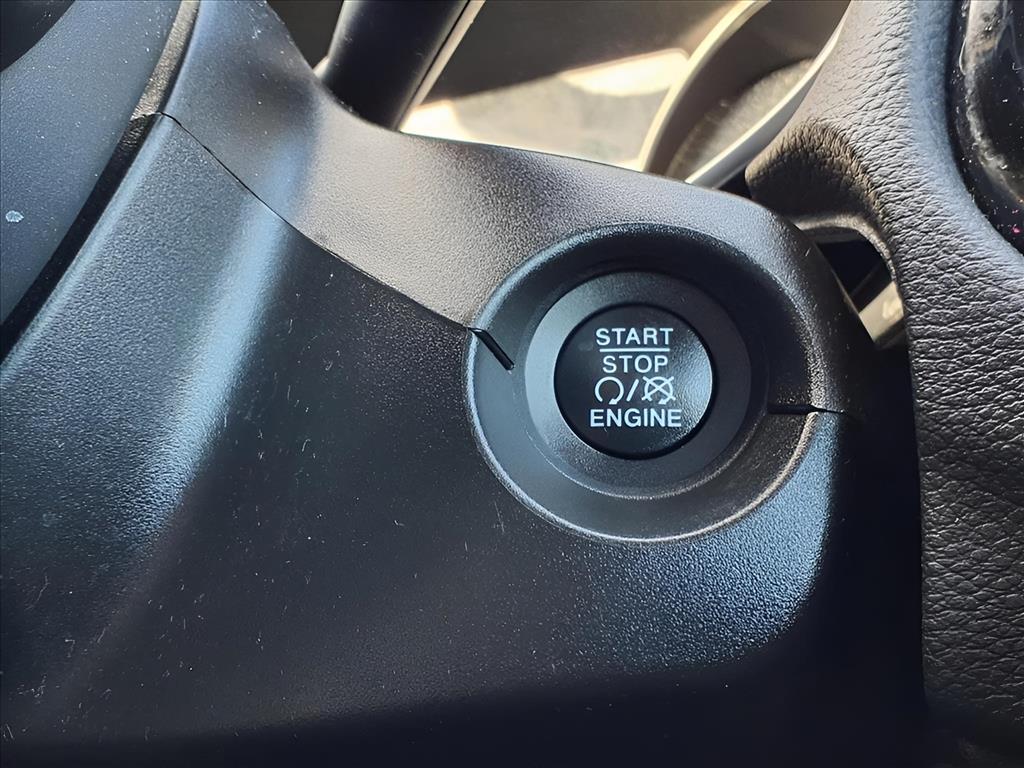 START
STOP
/
ENGINE